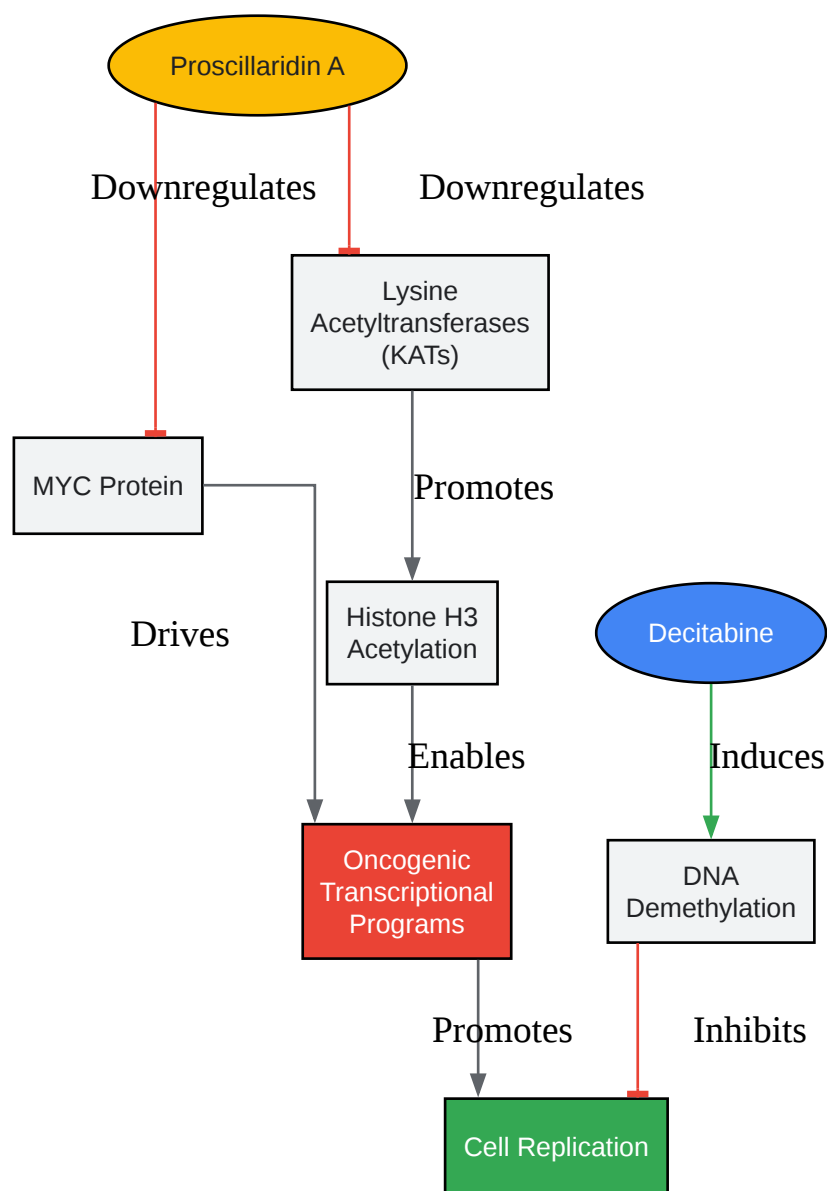 Proscillaridin A
Downregulates
Downregulates
Lysine
Acetyltransferases
(KATs)
MYC Protein
Promotes
Drives
Histone H3
Acetylation
Decitabine
Enables
Induces
Oncogenic
Transcriptional
Programs
DNA
Demethylation
Promotes
Inhibits
Cell Replication